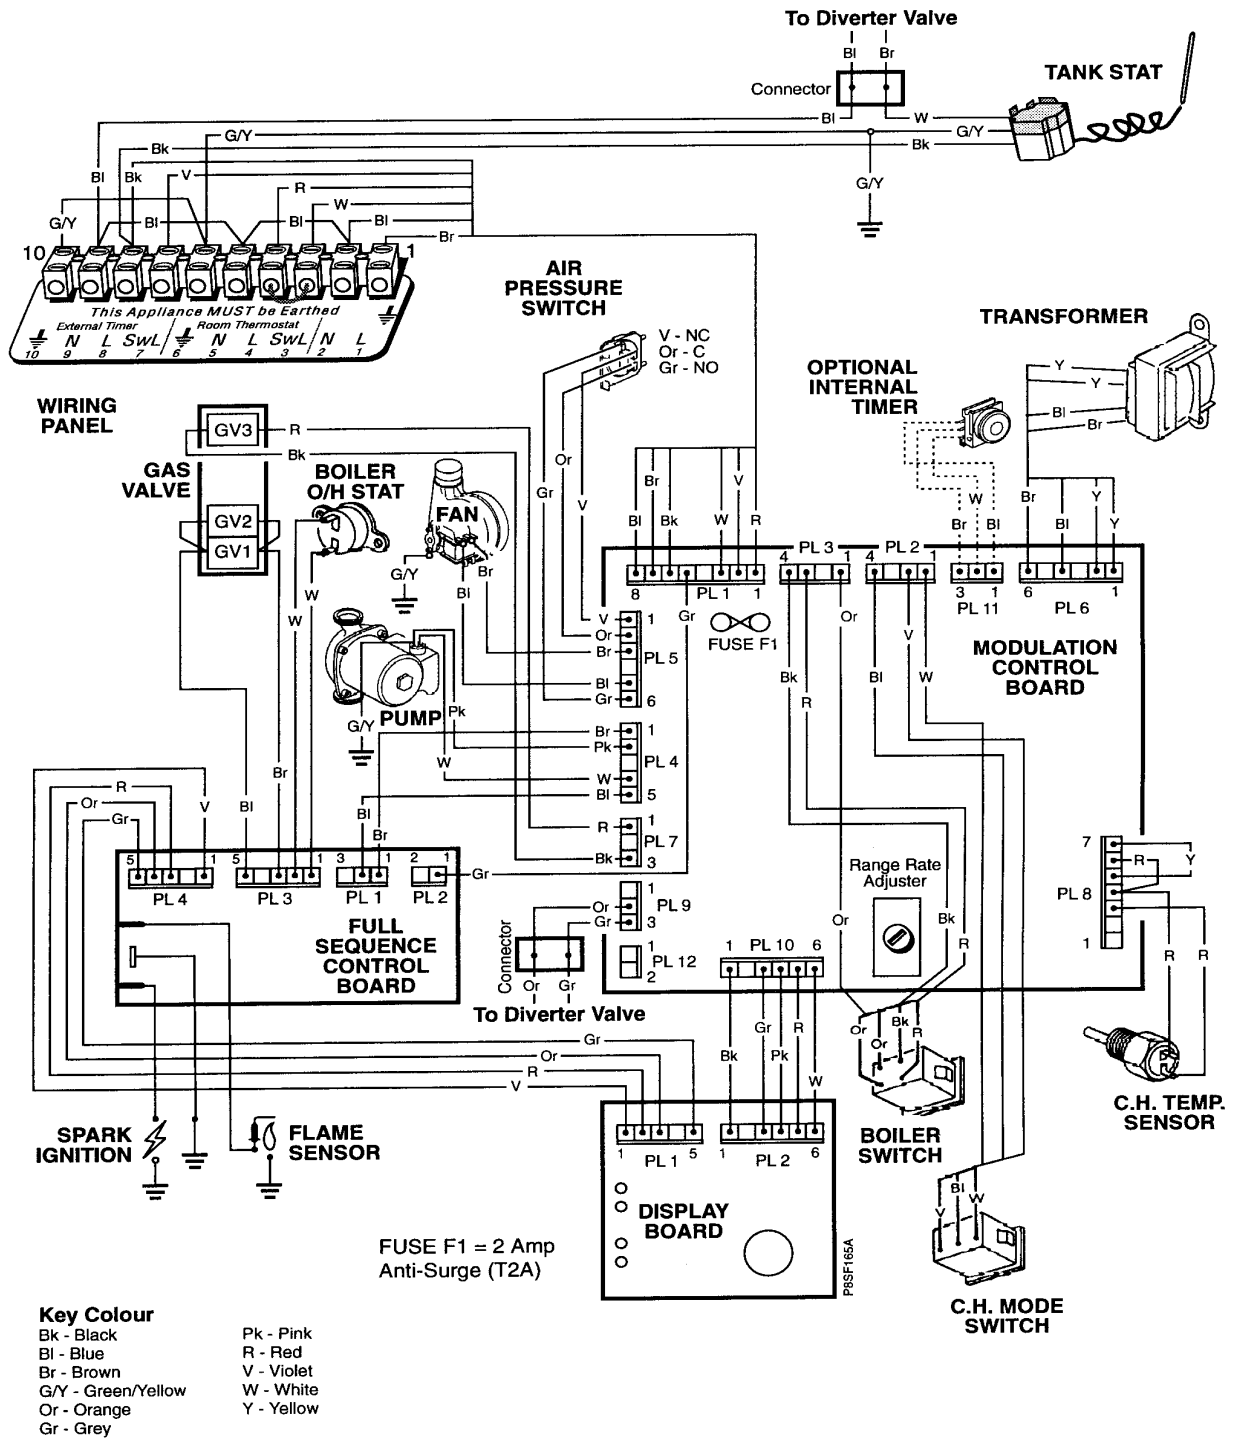 To Diverter Valve
Bl Br
TANK STAT
Connector
Bl W
G/Y G/Y
Bk Bk
Bl Bk V
G/Y
R
W
G/Y Bl Bl Bl
Br
10 1
This Appliance MUST be Earthed
External Timer Room Thermostat
N L SwL N L SwL N L
10 9 8 7 6 5 4 3 2 1
WIRING
PANEL
AIR
PRESSURE
SWITCH
V - NC
Or - C
Gr - NO
TRANSFORMER
Y
Y
Bl
Br
OPTIONAL
INTERNAL
TIMER
GV3 R
Bk
GAS
VALVE
GV2
GV1
BOILER
O/H STAT
FAN
G/Y
Br
Bl
W
W
Or
Gr V
Br V
Bl Bk W R
W
Br Bl
Br Bl Y Y
PL 3 PL 2
4 1 4 1
8 PL 1 1
3 1
PL 11
6 PL 6 1
Gr
FUSE F1
Or
V
Bk R Bl W
MODULATION
CONTROL
BOARD
V 1
Or
Br PL 5
Bl
Gr 6
PUMP
G/Y
Pk
W
Br 1
Pk
PL 4
W
Bl 5
R 1
PL 7
Bk 3
Br
Bl
Bl
Br
R
Or
Gr
V
5 1 5 1 3 1 2 1
PL 4 PL 3 PL 1 PL 2
Gr
FULL
SEQUENCE
CONTROL
BOARD
1
Or PL 9
Gr 3
1
PL 12
2
Connector
Or Gr
To Diverter Valve
1 PL 10 6
Range Rate
Adjuster
Or
Bk
R
7
R Y
PL 8
1
R R
Gr
Or
R
V
Gr R
Bk Pk
W
Or Bk
Or R
BOILER
SWITCH
C.H. TEMP.
SENSOR
SPARK
IGNITION
FLAME
SENSOR
1 PL 1 5 1 PL 2 6
DISPLAY
BOARD
P8SF165A
Bl
V W
C.H. MODE
SWITCH
FUSE F1 = 2 Amp
Anti-Surge (T2A)
Key Colour
Bk - Black
Bl - Blue
Br - Brown
G/Y - Green/Yellow
Or - Orange
Gr - Grey
Pk - Pink
R - Red
V - Violet
W - White
Y - Yellow